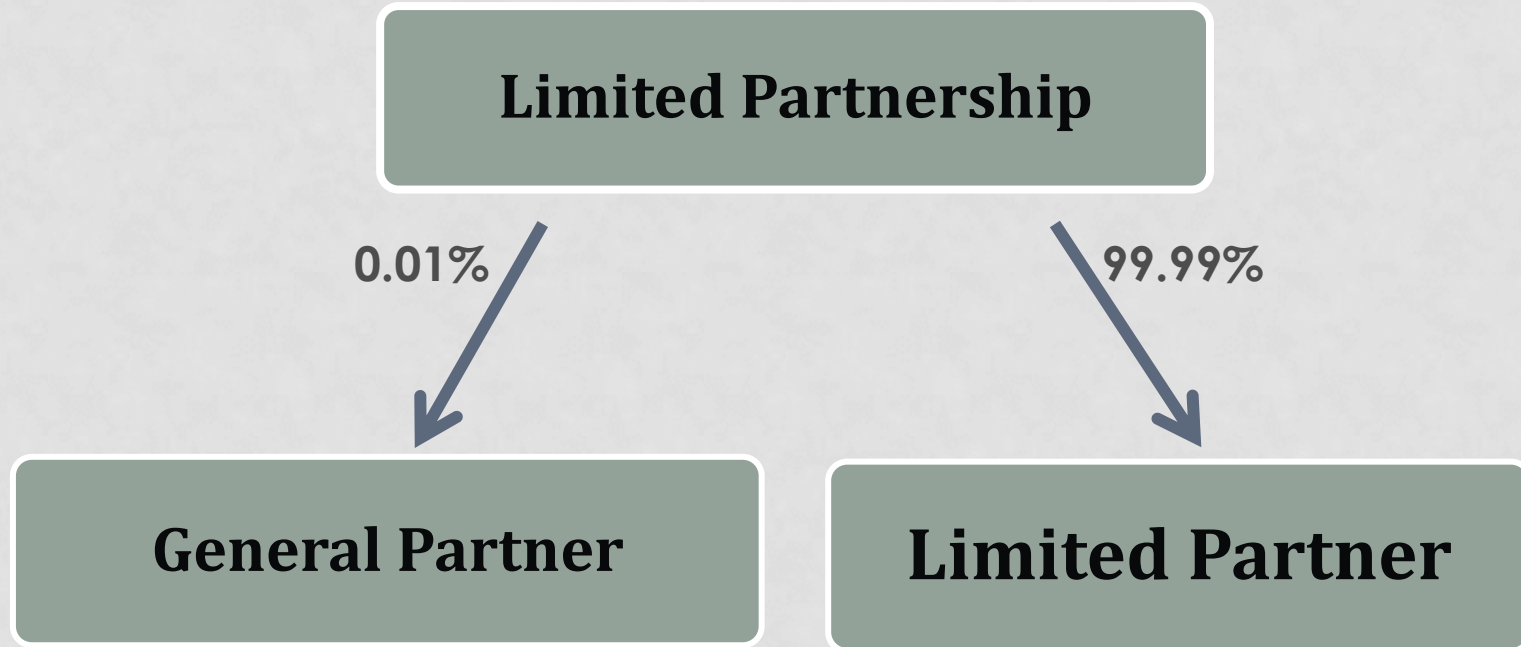 Limited Partnership
0.01%
99.99%
General Partner
Limited Partner